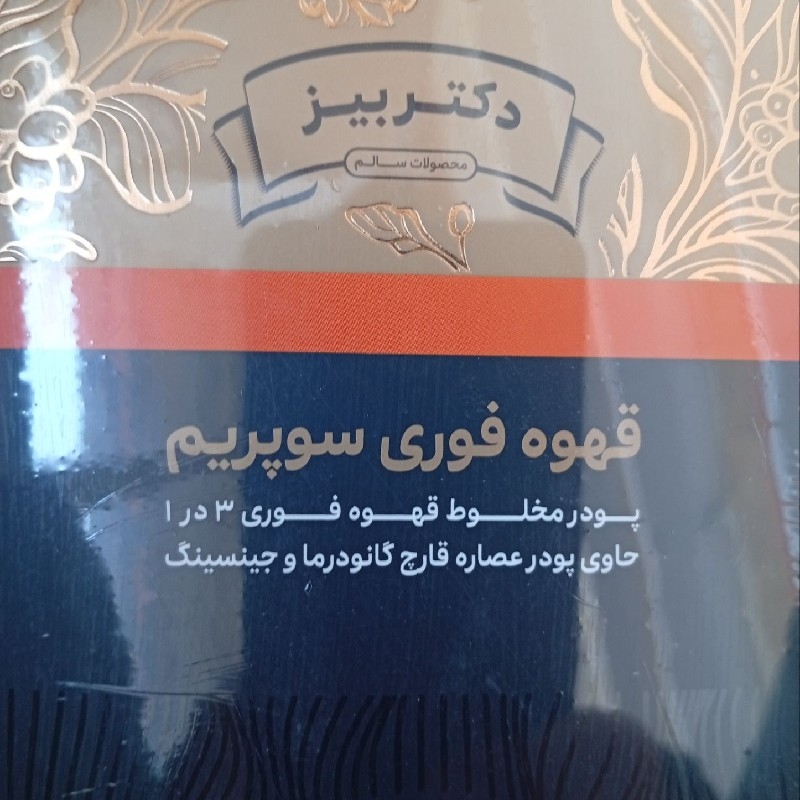 دکتر بیز
محصولات سالم
قهوه فوری سوپریم
پودر مخلوط قهوه فوری ۳ در ۱
حاوی پودر عصاره قارچ گانودرما و جینسینگ